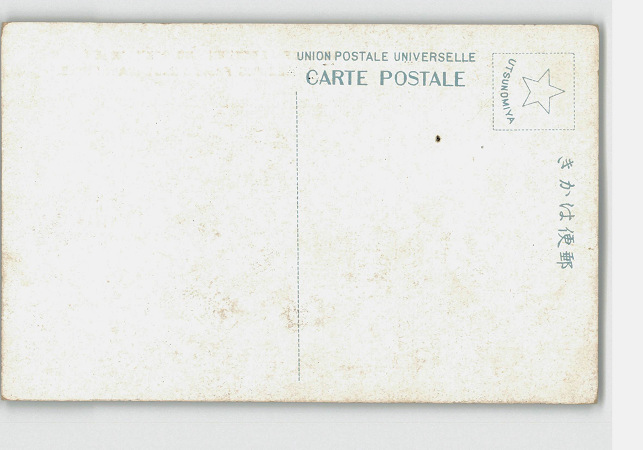 UNION POSTALE UNIVERSELLE
CARTE POSTALE
UTSUNOMIYA
きかは便郵